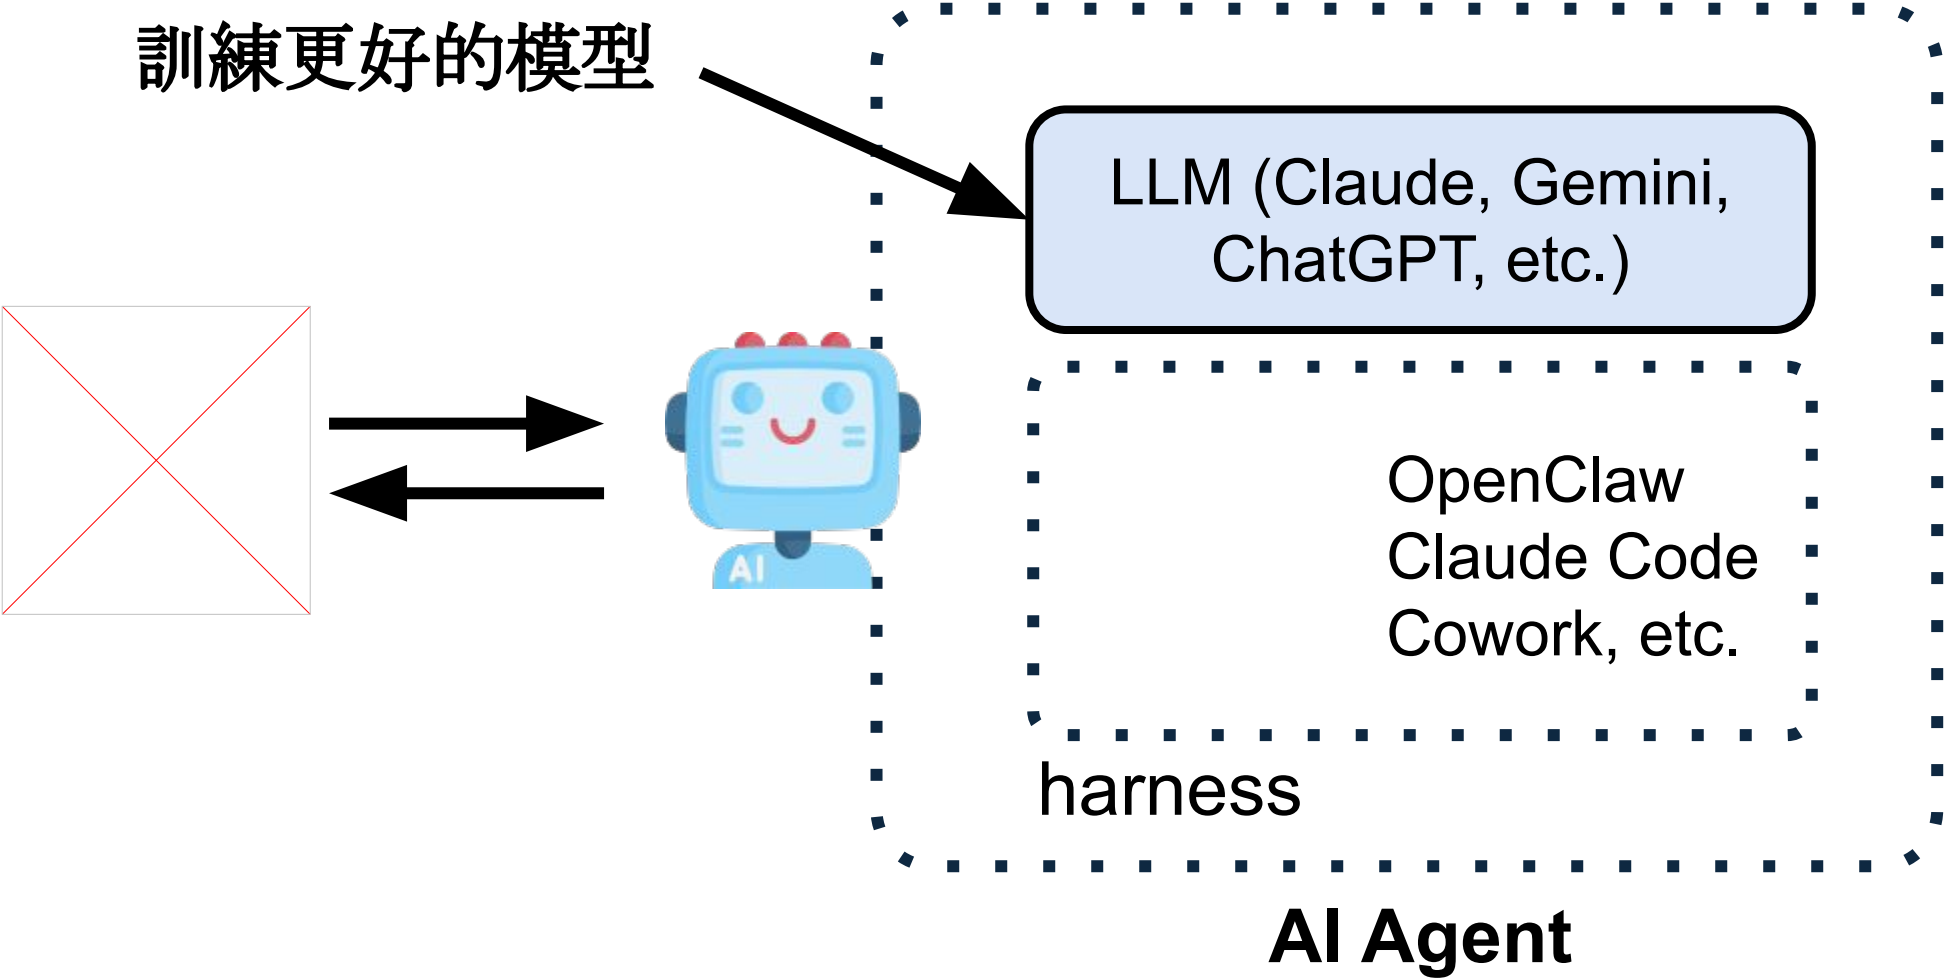 訓練更好的模型
LLM (Claude, Gemini,
ChatGPT, etc.)
AI
OpenClaw
Claude Code
Cowork, etc.
harness
AI Agent